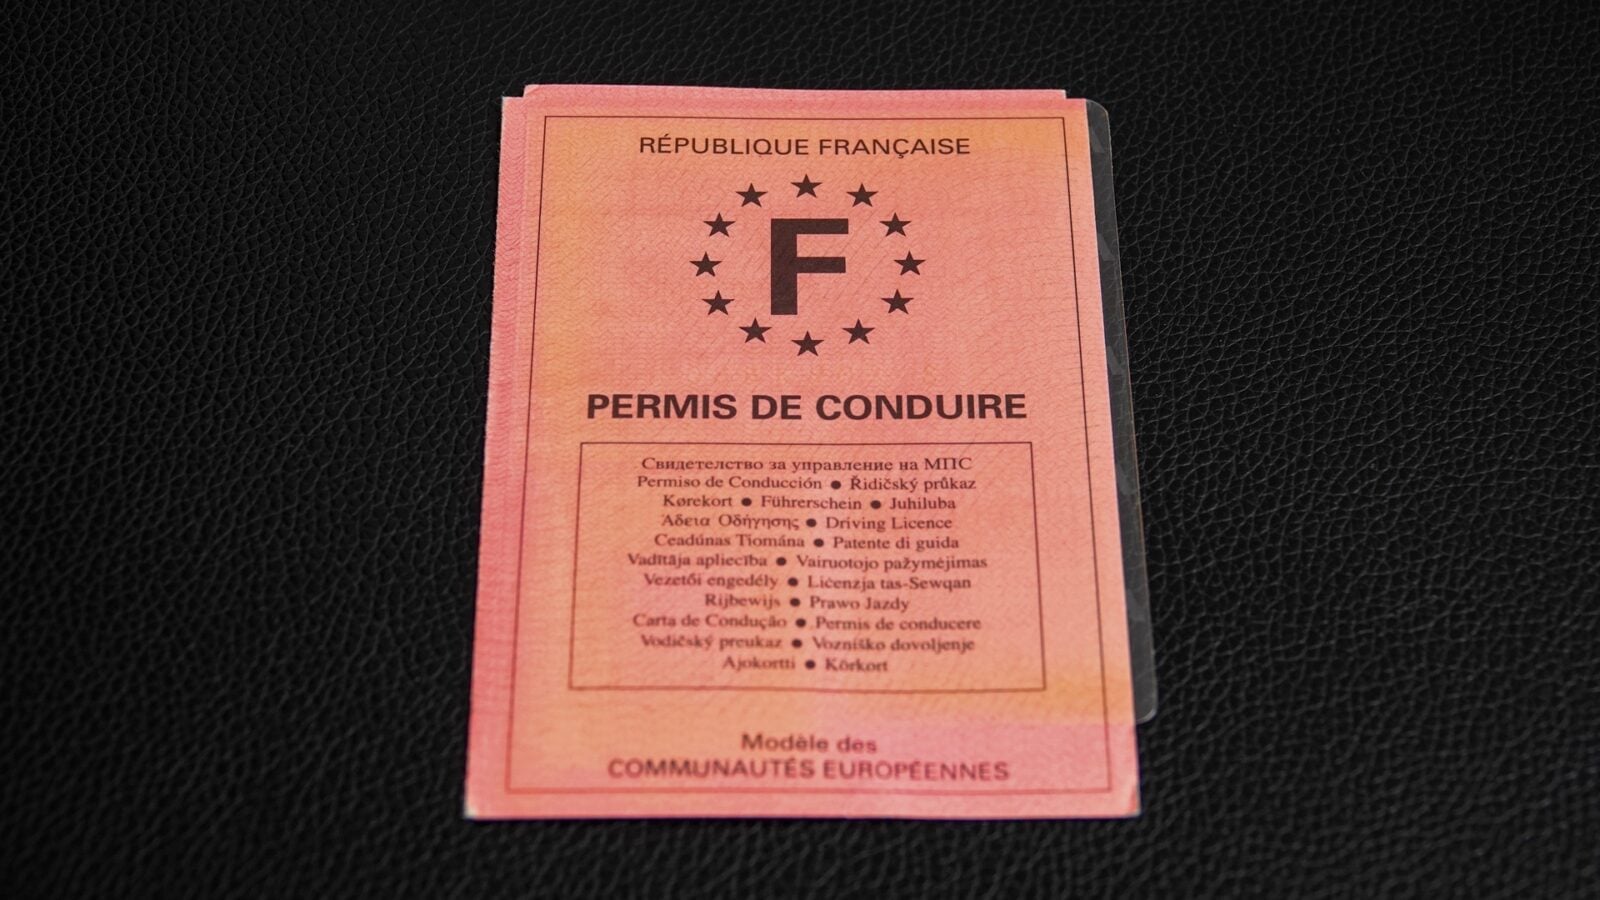 RÉPUBLIQUE FRANÇAISE
F
PERMIS DE CONDUIRE
Свидетелство за управление на МПС
Permiso de Conducción ● Řidičský průkaz
Kørekort ● Führerschein ● Juhiluba
Άδεια Οδήγησης ● Driving Licence
Ceadúnas Tiomána ● Patente di guida
Vadītāja apliecība ● Vairuotojo pažymėjimas
Vezetői engedély ● Liċenzja tas-Sewqan
Rijbewijs ● Prawo Jazdy
Carta de Condução ● Permis de conducere
Vodičský preukaz ● Vozniško dovoljenje
Ajokortti ● Körkort
Modèle des
COMMUNAUTÉS EUROPÉENNES